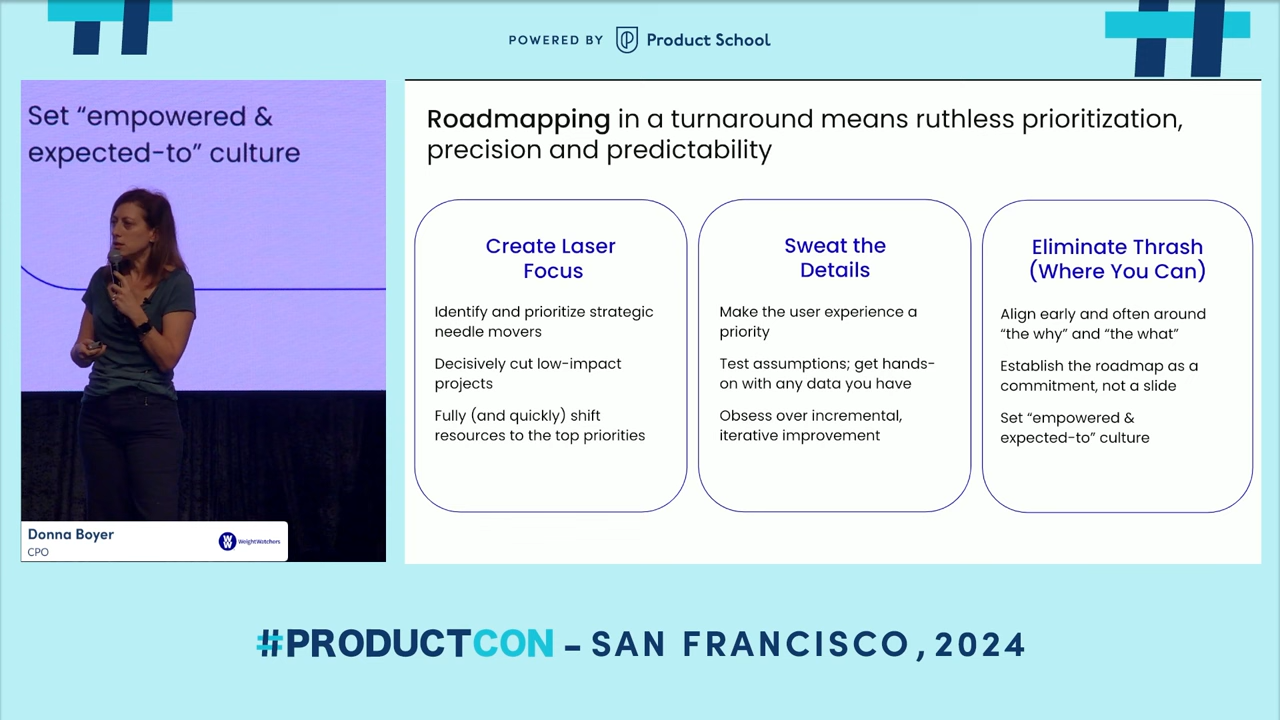 POWERED BY Product School
Set “empowered &
expected-to” culture
Donna Boyer
CPO
WW WeightWatchers
Roadmapping in a turnaround means ruthless prioritization,
precision and predictability
Create Laser
Focus
Identify and prioritize strategic
needle movers
Decisively cut low-impact
projects
Fully (and quickly) shift
resources to the top priorities
Sweat the
Details
Make the user experience a
priority
Test assumptions; get hands-
on with any data you have
Obsess over incremental,
iterative improvement
Eliminate Thrash
(Where You Can)
Align early and often around
“the why” and “the what”
Establish the roadmap as a
commitment, not a slide
Set “empowered &
expected-to” culture
#PRODUCTCON – SAN FRANCISCO, 2024